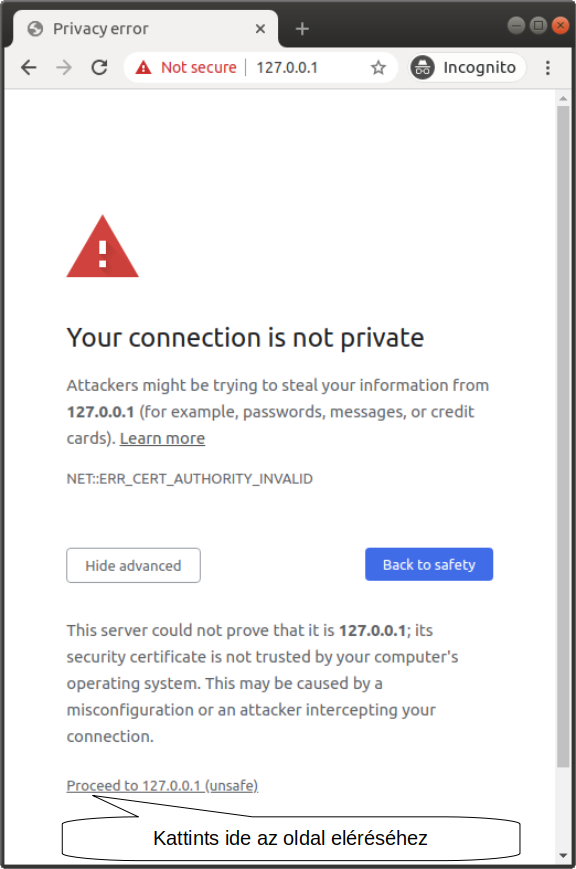 Privacy error
Not secure 127.0.0.1 Incognito
Your connection is not private
Attackers might be trying to steal your information from
127.0.0.1 (for example, passwords, messages, or credit
cards). Learn more
NET::ERR_CERT_AUTHORITY_INVALID
Hide advanced Back to safety
This server could not prove that it is 127.0.0.1; its
security certificate is not trusted by your computer's
operating system. This may be caused by a
misconfiguration or an attacker intercepting your
connection.
Proceed to 127.0.0.1 (unsafe)
Kattints ide az oldal eléréséhez